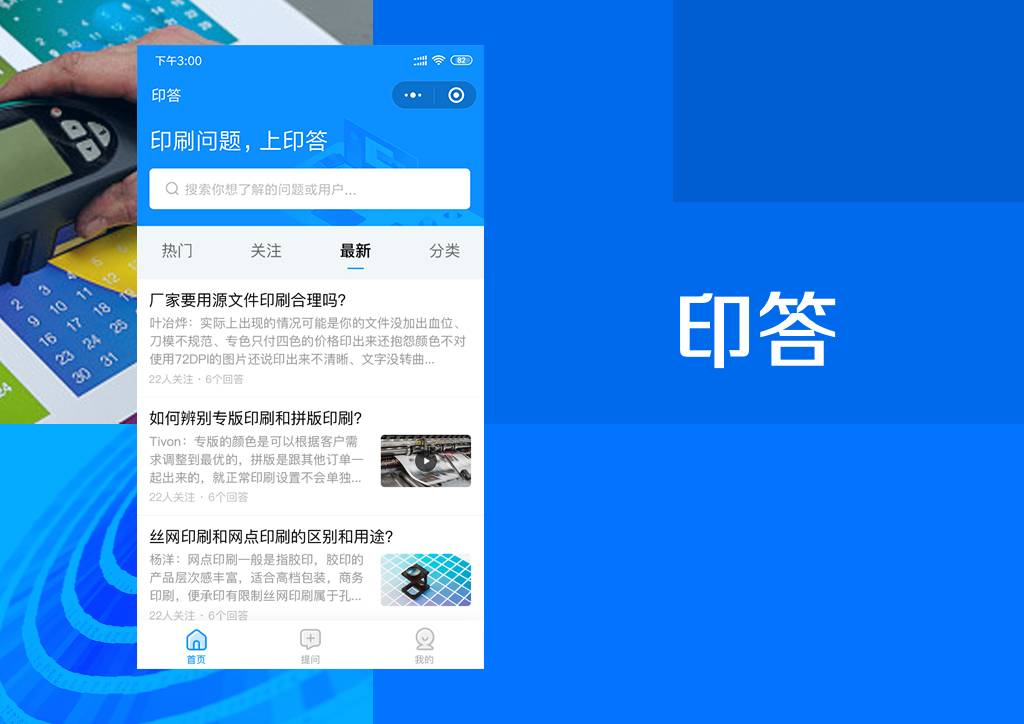 下午3:00
82
印答
印刷问题，上印答
搜索你想了解的问题或用户...
热门
关注
最新
分类
厂家要用源文件印刷合理吗?
叶冶烨：实际上出现的情况可能是你的文件没加出血位、
刀模不规范、专色只付四色的价格印出来还抱怨颜色不对
使用72DPI的图片还说印出来不清晰、文字没转曲...
22人关注 · 6个回答
如何辨别专版印刷和拼版印刷?
Tivon：专版的颜色是可以根据客户需
求调整到最优的，拼版是跟其他订单一
起出来的，就正常印刷设置不会单独...
22人关注 · 6个回答
丝网印刷和网点印刷的区别和用途?
杨洋：网点印刷一般是指胶印，胶印的
产品层次感丰富，适合高档包装，商务
印刷，便承印有限制丝网印刷属于孔...
22人关注 · 6个回答
首页
提问
我的
印答